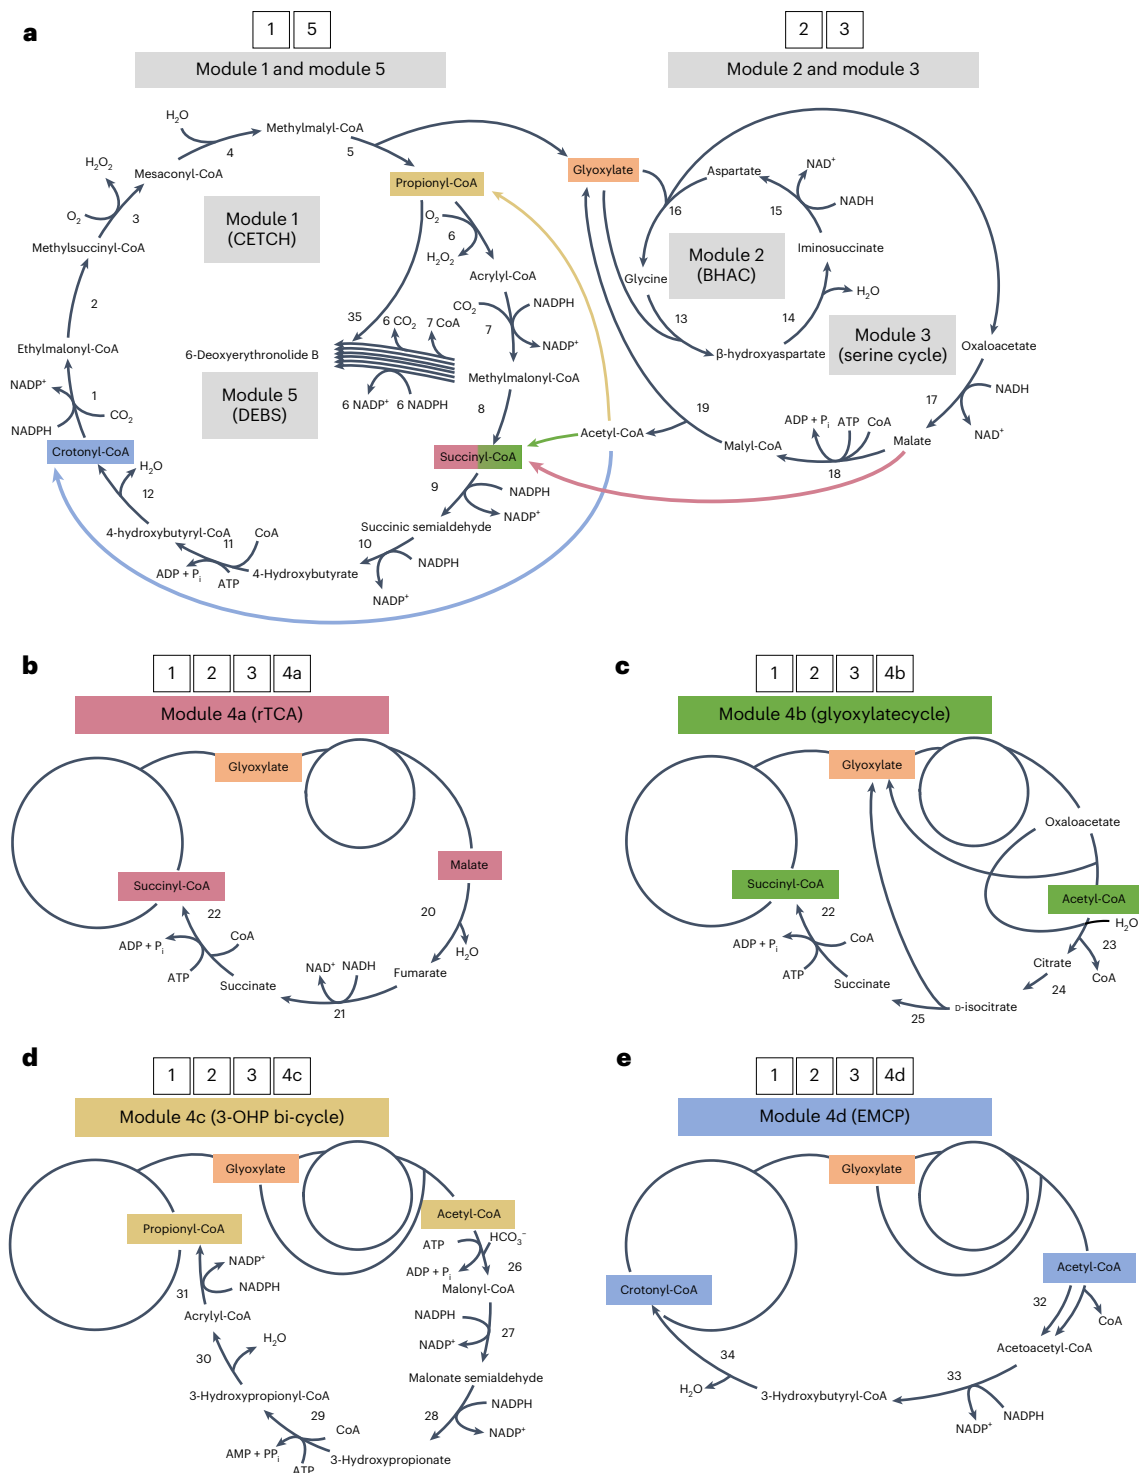 a
1 5
Module 1 and module 5
2 3
Module 2 and module 3
H₂O
4
Methylmalyl-CoA
5
H₂O₂
Mesaconyl-CoA
O₂
3
Methylsuccinyl-CoA
2
Ethylmalonyl-CoA
NADP⁺
1
CO₂
NADPH
Crotonyl-CoA
H₂O
12
4-hydroxybutyryl-CoA
11
CoA
ADP + Pᵢ
ATP
4-Hydroxybutyrate
Module 1
(CETCH)
Propionyl-CoA
O₂
6
H₂O₂
Acrylyl-CoA
CO₂
NADPH
7
NADP⁺
35
6 CO₂
7 CoA
6-Deoxyerythronolide B
Methylmalonyl-CoA
Module 5
(DEBS)
6 NADP⁺
6 NADPH
8
Succinyl-CoA
9
NADPH
NADP⁺
Succinic semialdehyde
10
NADPH
NADP⁺
Acetyl-CoA
Glyoxylate
16
Aspartate
NAD⁺
15
NADH
Iminosuccinate
Module 2
(BHAC)
Glycine
H₂O
14
13
β-hydroxyaspartate
Module 3
(serine cycle)
Oxaloacetate
17
NADH
NAD⁺
Malate
ADP + Pᵢ
ATP
CoA
18
Malyl-CoA
19
b
1 2 3 4a
Module 4a (rTCA)
Glyoxylate
Malate
Succinyl-CoA
20
22
H₂O
ADP + Pᵢ
CoA
ATP
Fumarate
NAD⁺
NADH
Succinate
21
c
1 2 3 4b
Module 4b (glyoxylatecycle)
Glyoxylate
Oxaloacetate
Succinyl-CoA
Acetyl-CoA
22
H₂O
ADP + Pᵢ
CoA
23
ATP
Citrate
CoA
Succinate
24
D-isocitrate
25
d
1 2 3 4c
Module 4c (3-OHP bi-cycle)
Glyoxylate
Propionyl-CoA
Acetyl-CoA
ATP
HCO₃⁻
26
ADP + Pᵢ
Malonyl-CoA
NADP⁺
NADPH
31
Acrylyl-CoA
NADPH
27
NADP⁺
H₂O
30
Malonate semialdehyde
3-Hydroxypropionyl-CoA
NADPH
28
NADP⁺
29
CoA
AMP + PPᵢ
ATP
3-Hydroxypropionate
e
1 2 3 4d
Module 4d (EMCP)
Glyoxylate
Acetyl-CoA
Crotonyl-CoA
32
CoA
Acetoacetyl-CoA
34
33
H₂O
3-Hydroxybutyryl-CoA
NADPH
NADP⁺